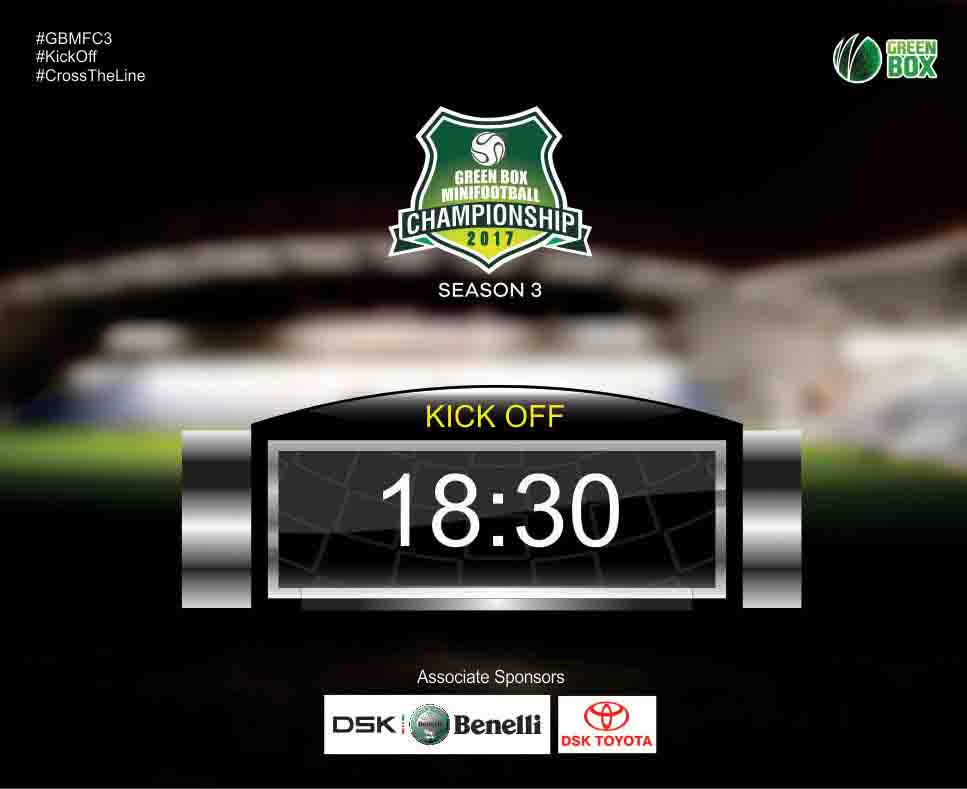 #GBMFC3
#KickOff
#CrossTheLine
GREEN
BOX
GREEN BOX
MINIFOOTBALL
CHAMPIONSHIP
2017
SEASON 3
KICK OFF
18:30
Associate Sponsors
DSK Benelli
DSK TOYOTA